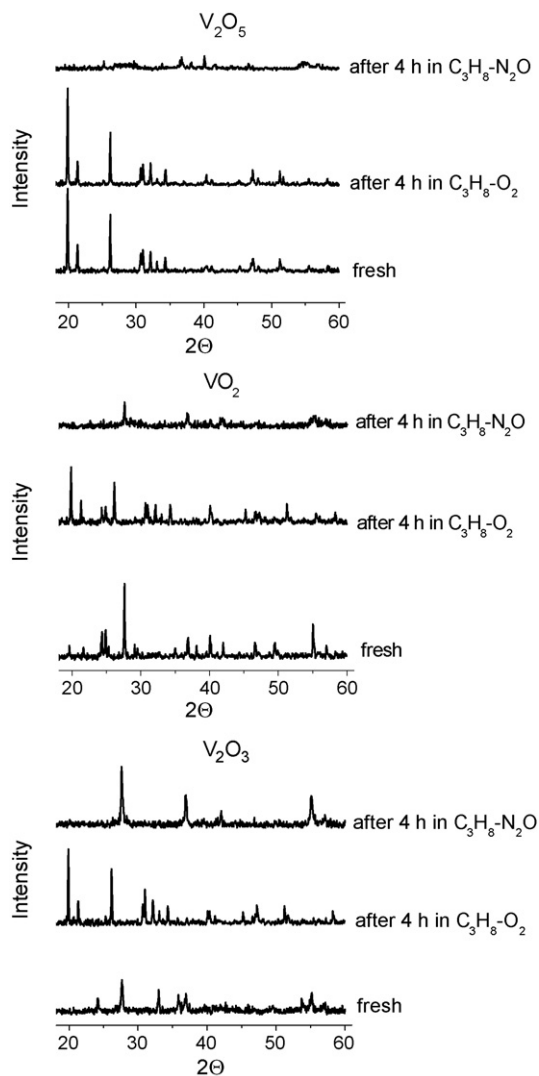 V₂O₅
after 4 h in C₃H₈-N₂O
after 4 h in C₃H₈-O₂
fresh
Intensity
20 30 40 50 60
2Θ
VO₂
after 4 h in C₃H₈-N₂O
after 4 h in C₃H₈-O₂
fresh
Intensity
20 30 40 50 60
2Θ
V₂O₃
after 4 h in C₃H₈-N₂O
after 4 h in C₃H₈-O₂
fresh
Intensity
20 30 40 50 60
2Θ